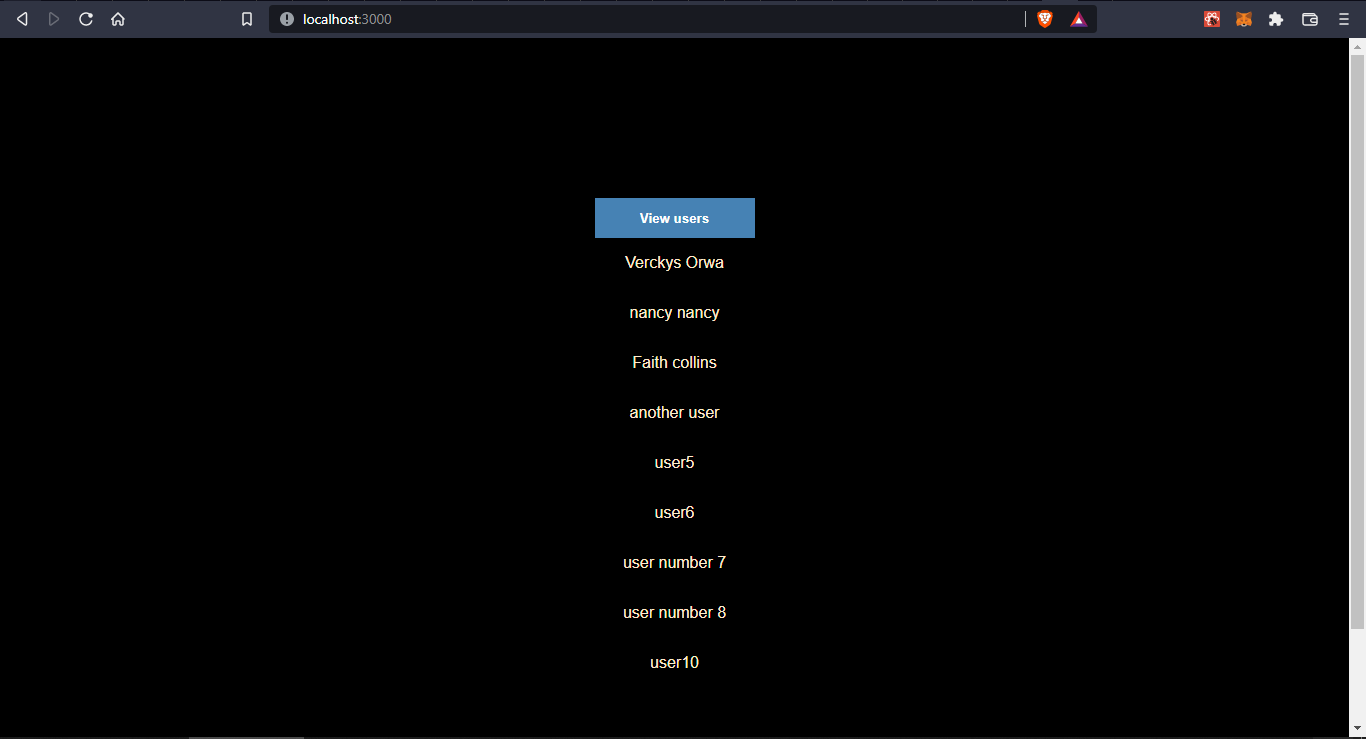 localhost:3000
View users
Verckys Orwa
nancy nancy
Faith collins
another user
user5
user6
user number 7
user number 8
user10